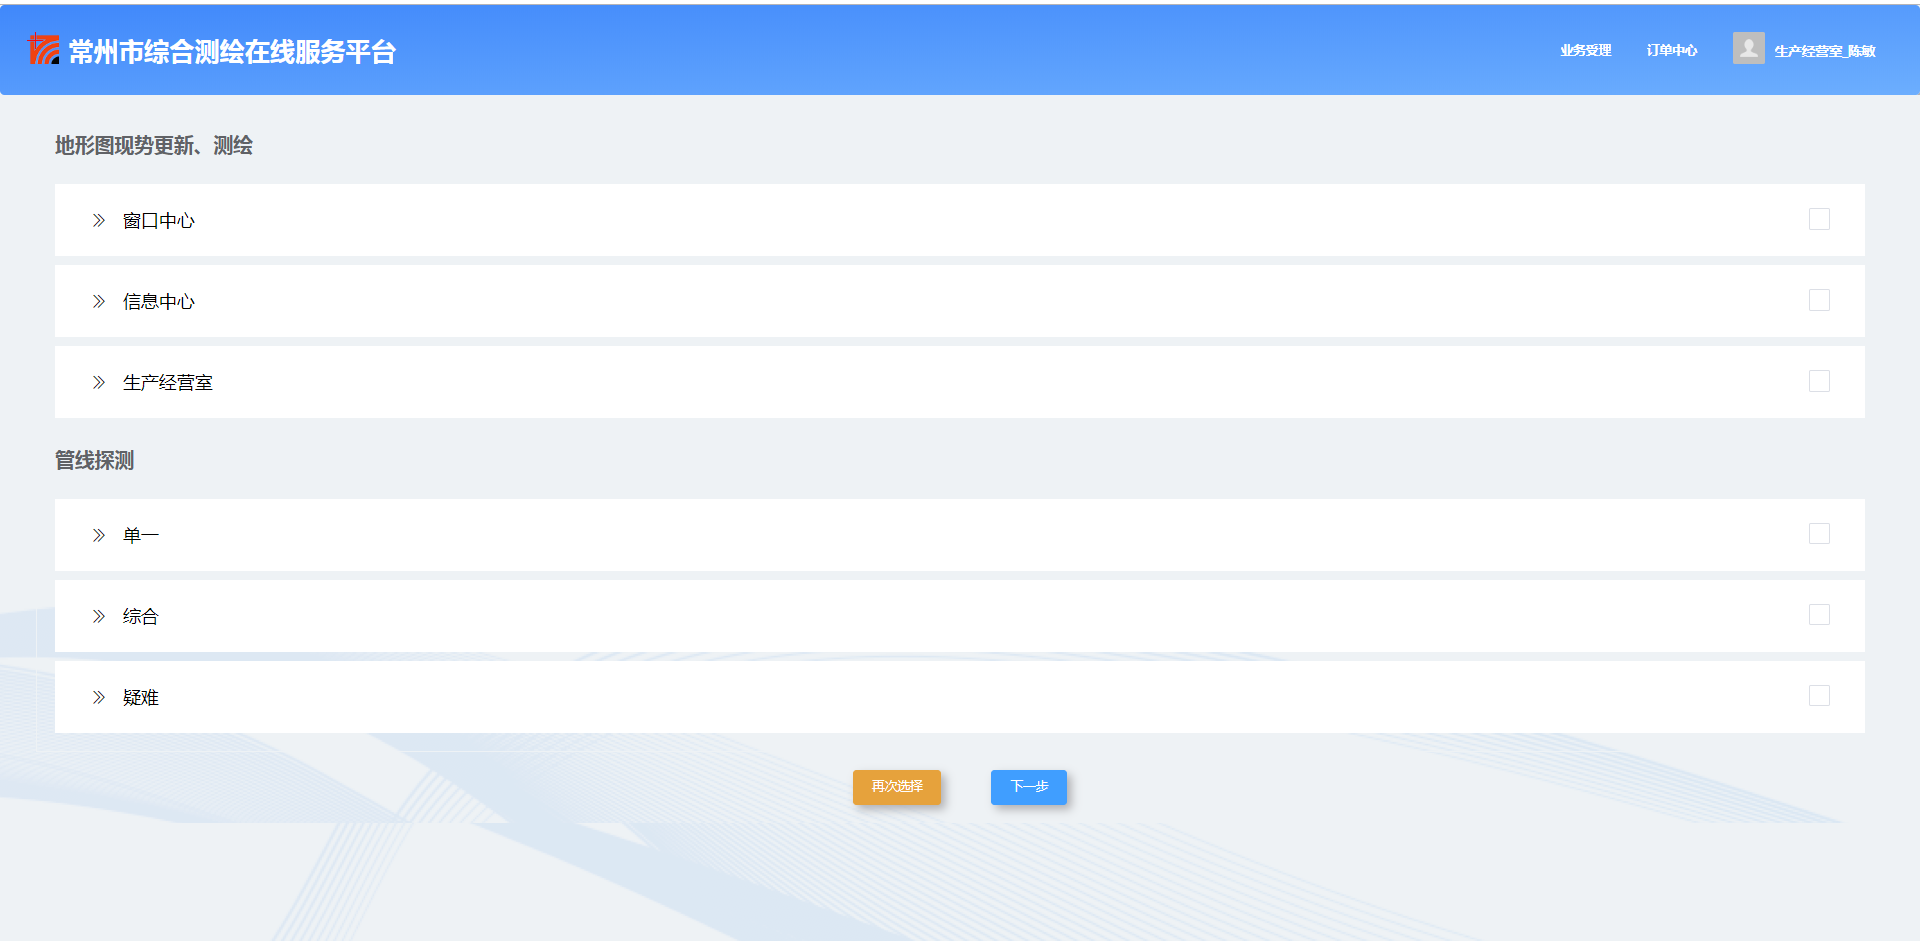 常州市综合测绘在线服务平台
业务受理 订单中心 生产经营室_陈敏
地形图现势更新、测绘
窗口中心
信息中心
生产经营室
管线探测
单一
综合
疑难
再次选择 下一步